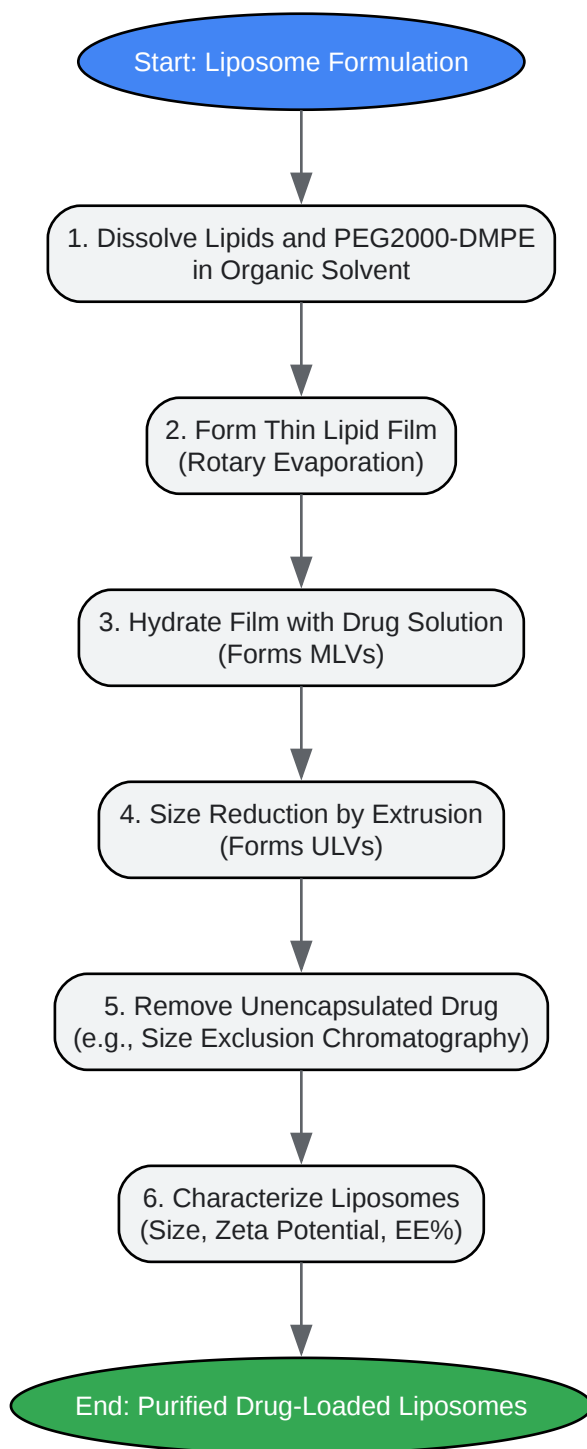 Start: Liposome Formulation
1. Dissolve Lipids and PEG2000-DMPE
in Organic Solvent
2. Form Thin Lipid Film
(Rotary Evaporation)
3. Hydrate Film with Drug Solution
(Forms MLVs)
4. Size Reduction by Extrusion
(Forms ULVs)
5. Remove Unencapsulated Drug
(e.g., Size Exclusion Chromatography)
6. Characterize Liposomes
(Size, Zeta Potential, EE%)
End: Purified Drug-Loaded Liposomes